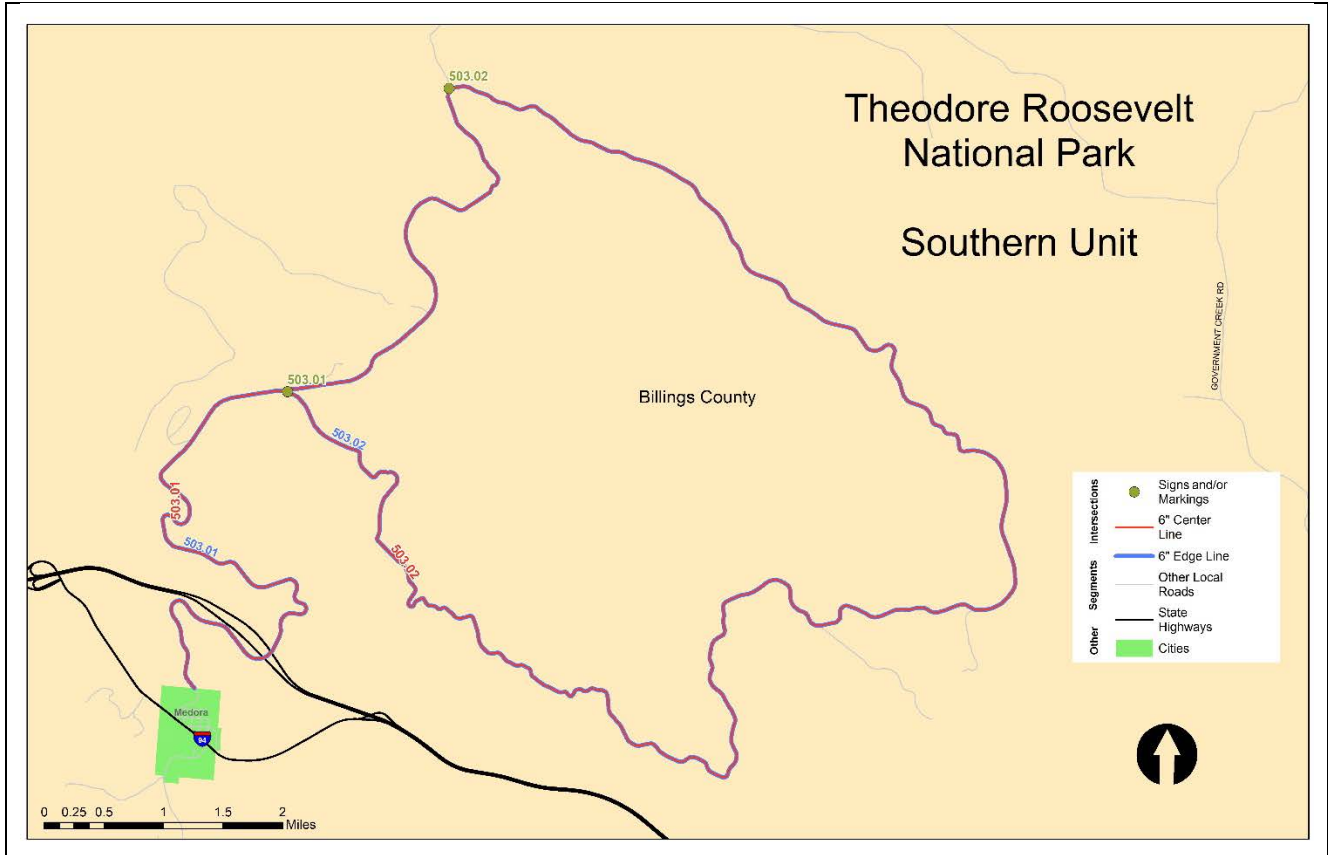 503.02
Theodore Roosevelt
National Park
Southern Unit
GOVERNMENT CREEK RD
503.01
Billings County
503.02
503.01
503.01
503.02
Intersections
Segments
Other
Signs and/or
Markings
6" Center
Line
6" Edge Line
Other Local
Roads
State
Highways
Cities
Medora
94
0 0.25 0.5 1 1.5 2
Miles